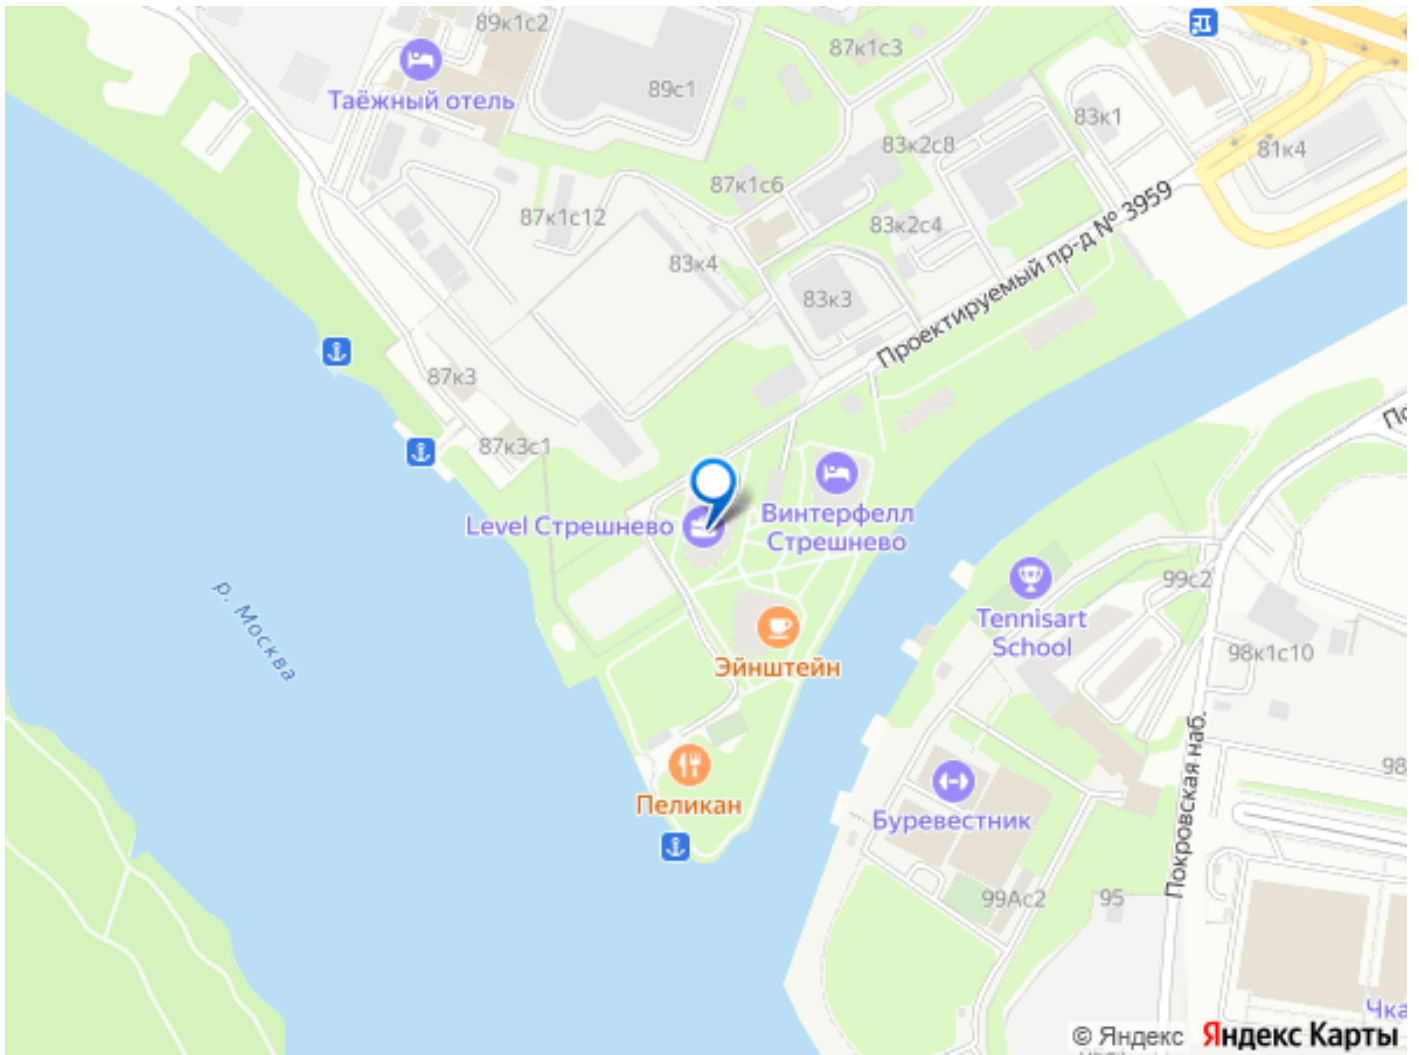 89к1с2
87к1с3
Таёжный отель
89с1
83к1
83к2с8
81к4
87к1с6
87к1с12
83к2с4
Проектируемый пр-д № 3959
83к4
83к3
87к3
87к3с1
Level Стрешнево
Винтерфелл
Стрешнево
99с2
р. Москва
Tennisart
School
98к1с10
Эйнштейн
Покровская наб.
98
Пеликан
Буревестник
99Ас2
95
Чка
© Яндекс
Яндекс Карты